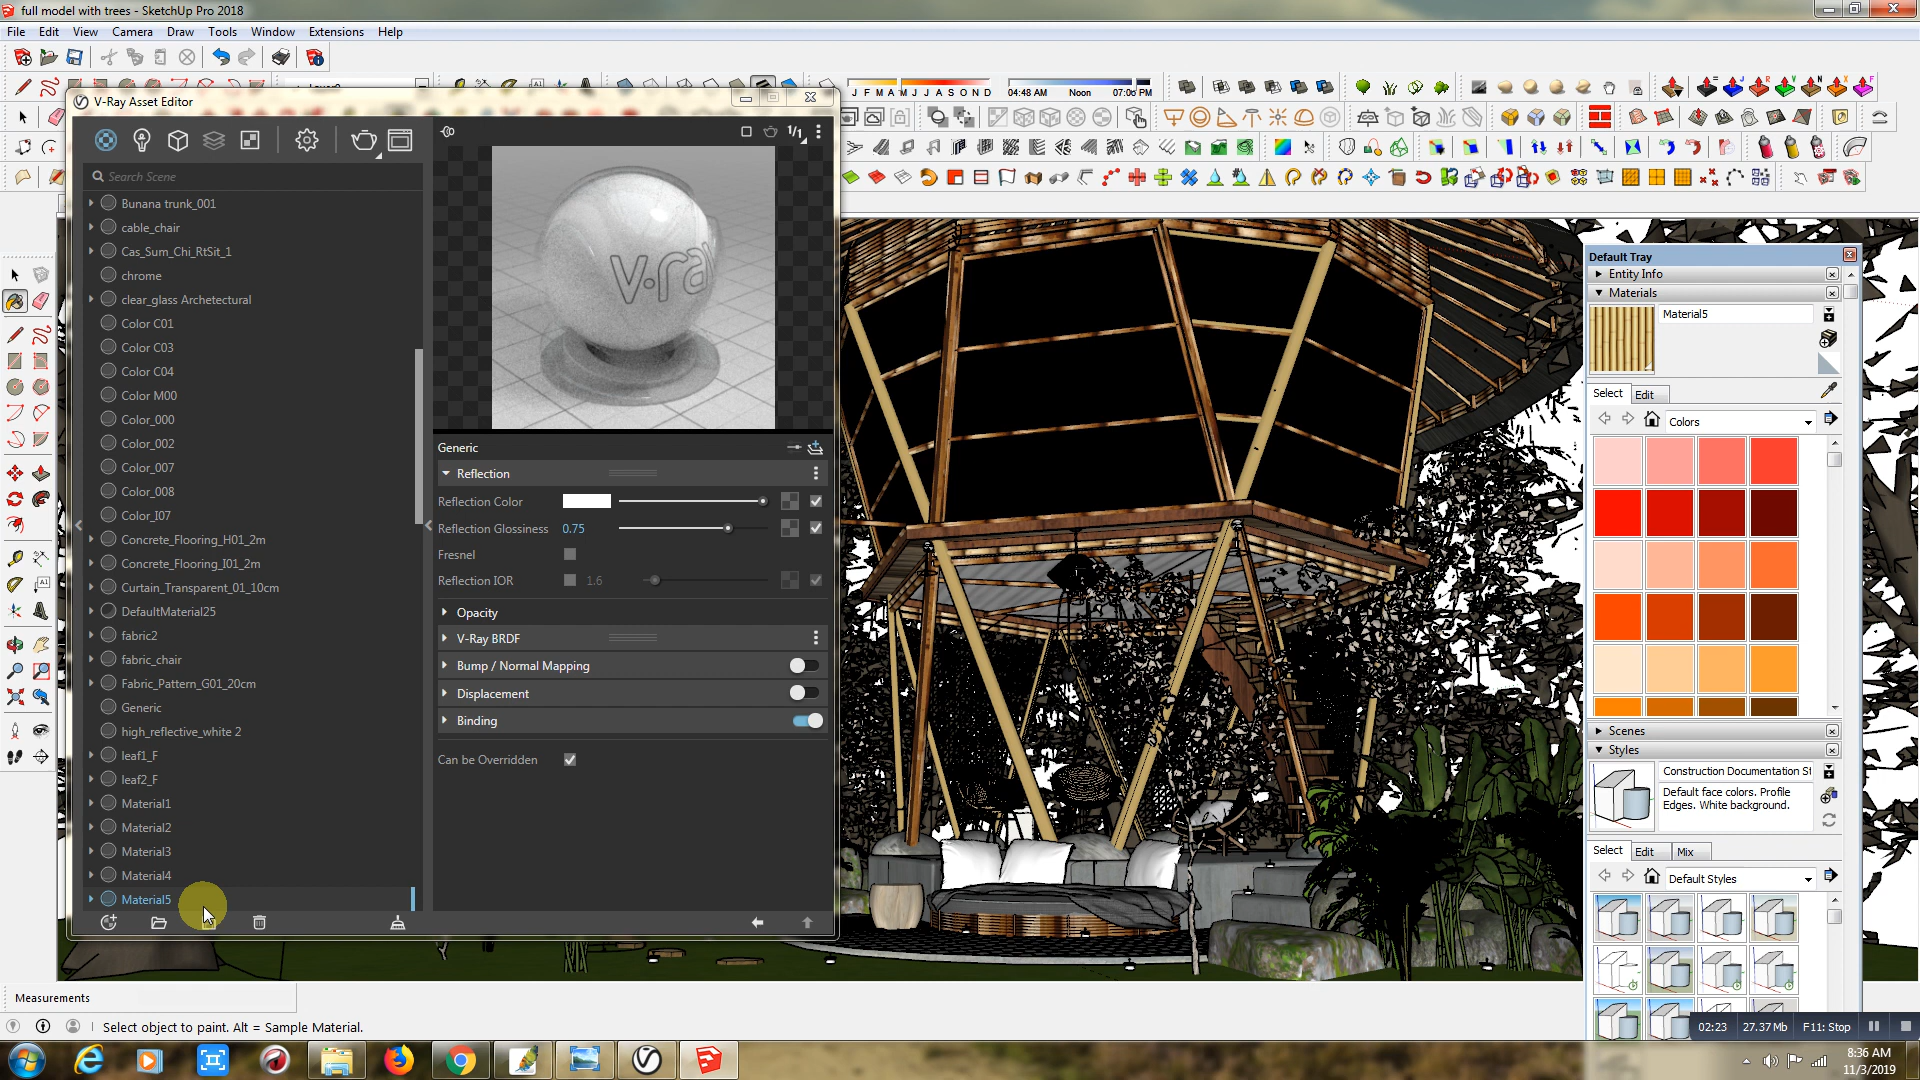 full model with trees - SketchUp Pro 2018
File Edit View Camera Draw Tools Window Extensions Help
J F M A M J J A S O N D 04:48 AM Noon 07:06 PM
V-Ray Asset Editor
Search Scene
1/1
Bunana trunk_001
cable_chair
Cas_Sum_Chi_RtSit_1
chrome
clear_glass Archetectural
Color C01
Color C03
Color C04
Color M00
Color_000
Color_002
Color_007
Color_008
Color_I07
Concrete_Flooring_H01_2m
Concrete_Flooring_I01_2m
Curtain_Transparent_01_10cm
DefaultMaterial25
fabric2
fabric_chair
Fabric_Pattern_G01_20cm
Generic
high_reflective_white 2
leaf1_F
leaf2_F
Material1
Material2
Material3
Material4
Material5
Generic
Reflection
Reflection Color
Reflection Glossiness 0.75
Fresnel
Reflection IOR 1.6
Opacity
V-Ray BRDF
Bump / Normal Mapping
Displacement
Binding
Can be Overridden
Default Tray
Entity Info
Materials
Material5
Select Edit
Colors
Scenes
Styles
Construction Documentation St
Default face colors. Profile
Edges. White background.
Select Edit Mix
Default Styles
02:23 27.37 Mb F11: Stop
Measurements
Select object to paint. Alt = Sample Material.
8:36 AM
11/3/2019